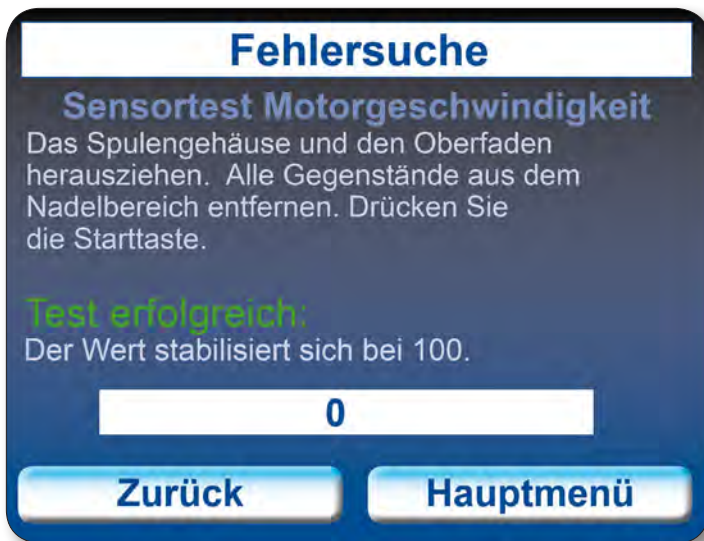 Fehlersuche
Sensortest Motorgeschwindigkeit
Das Spulengehäuse und den Oberfaden
herausziehen. Alle Gegenstände aus dem
Nadelbereich entfernen. Drücken Sie
die Starttaste.
Test erfolgreich:
Der Wert stabilisiert sich bei 100.
0
Zurück
Hauptmenü